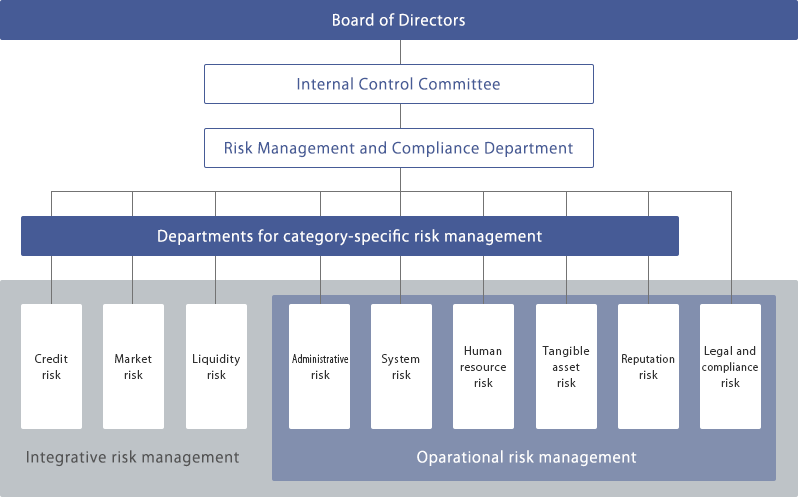 Board of Directors
Internal Control Committee
Risk Management and Compliance Department
Departments for category-specific risk management
Credit
risk
Market
risk
Liquidity
risk
Administrative
risk
System
risk
Human
resource
risk
Tangible
asset
risk
Reputation
risk
Legal and
compliance
risk
Integrative risk management
Oparational risk management